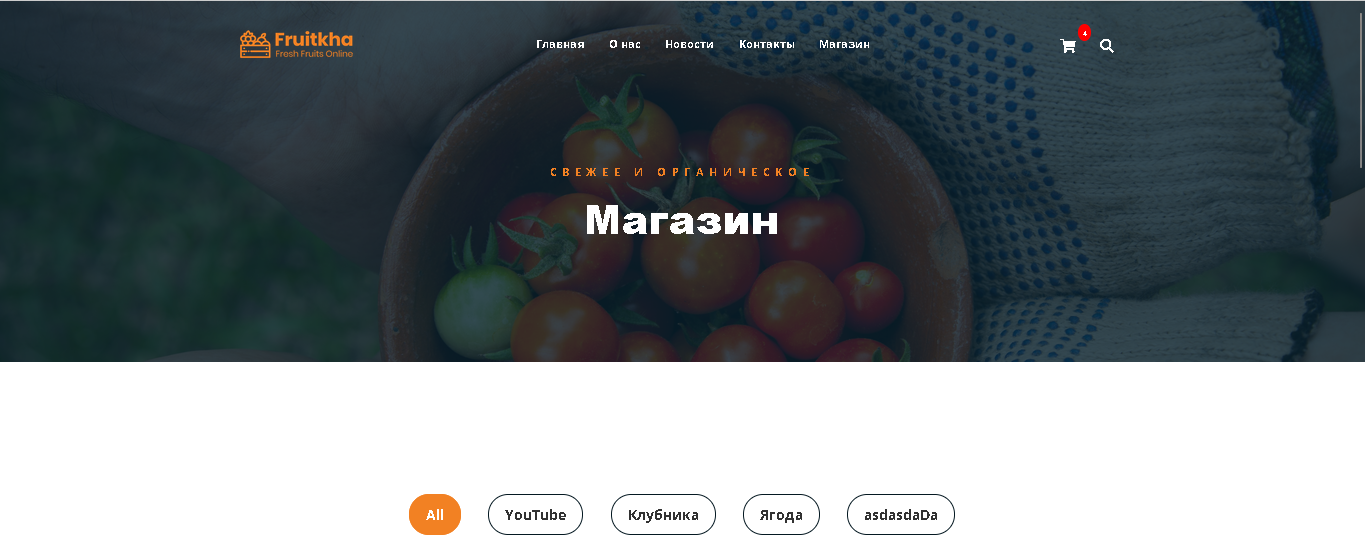 Fruitkha
Fresh Fruits Online
Главная О нас Новости Контакты Магазин
4
СВЕЖЕЕ И ОРГАНИЧЕСКОЕ
Магазин
All YouTube Клубника Ягода asdasdaDa